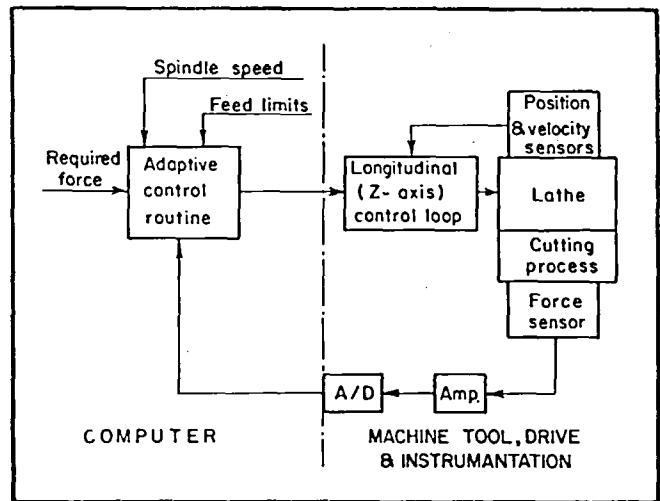 Spindle speed
Feed limits
Required
force
Adaptive
control
routine
Longitudinal
(Z- axis)
control loop
Position
& velocity
sensors
Lathe
Cutting
process
Force
sensor
A/D
Amp.
COMPUTER
MACHINE TOOL, DRIVE
& INSTRUMANTATION